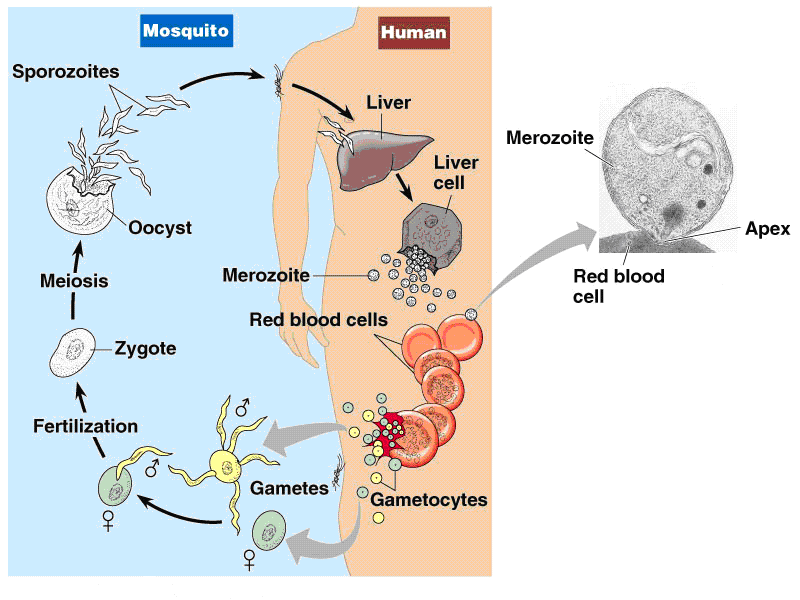 Mosquito
Human
Sporozoites
Liver
Liver
cell
Merozoite
Oocyst
Apex
Meiosis
Merozoite
Red blood
cell
Red blood cells
Zygote
Fertilization
♂
♂
Gametes
Gametocytes
♀
♀